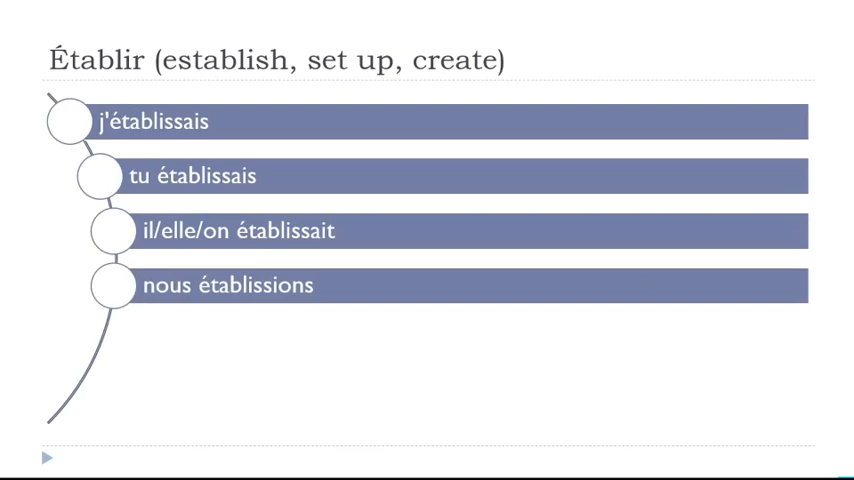 Établir (establish, set up, create)
j'établissais
tu établissais
il/elle/on établissait
nous établissions